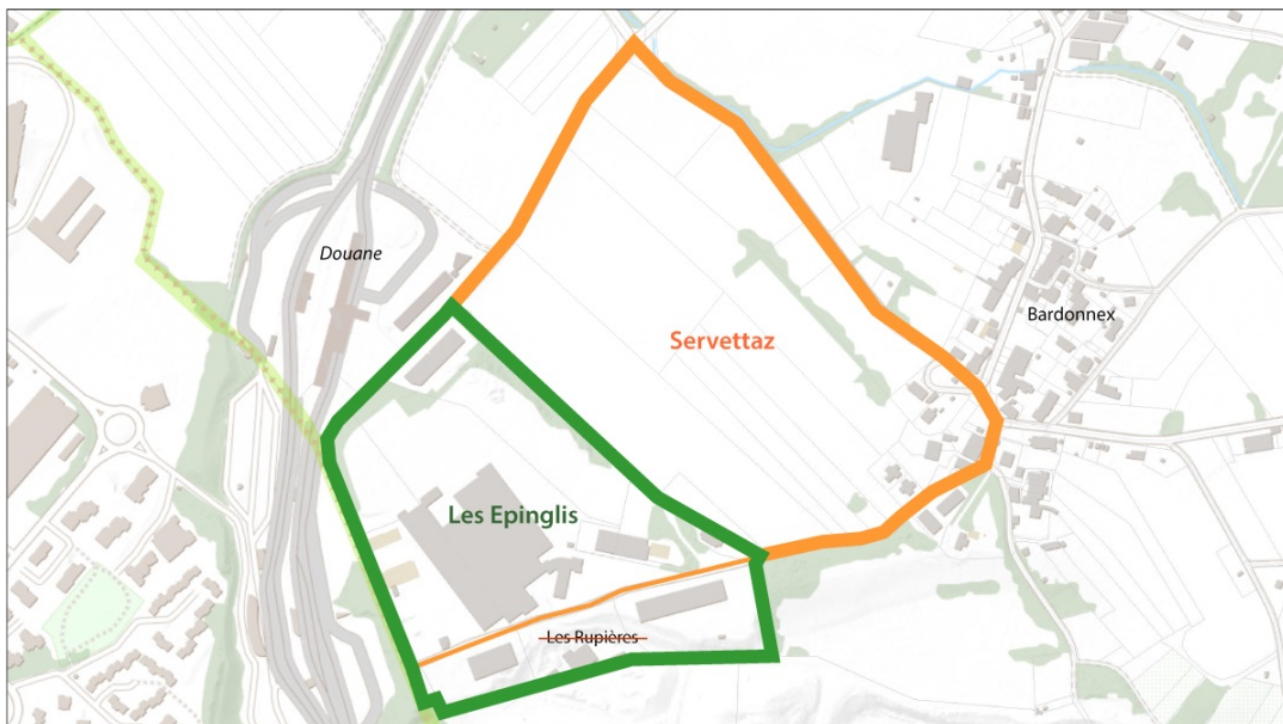 Douane
Bardonnex
Servettaz
Les Epinglis
Les Rupières